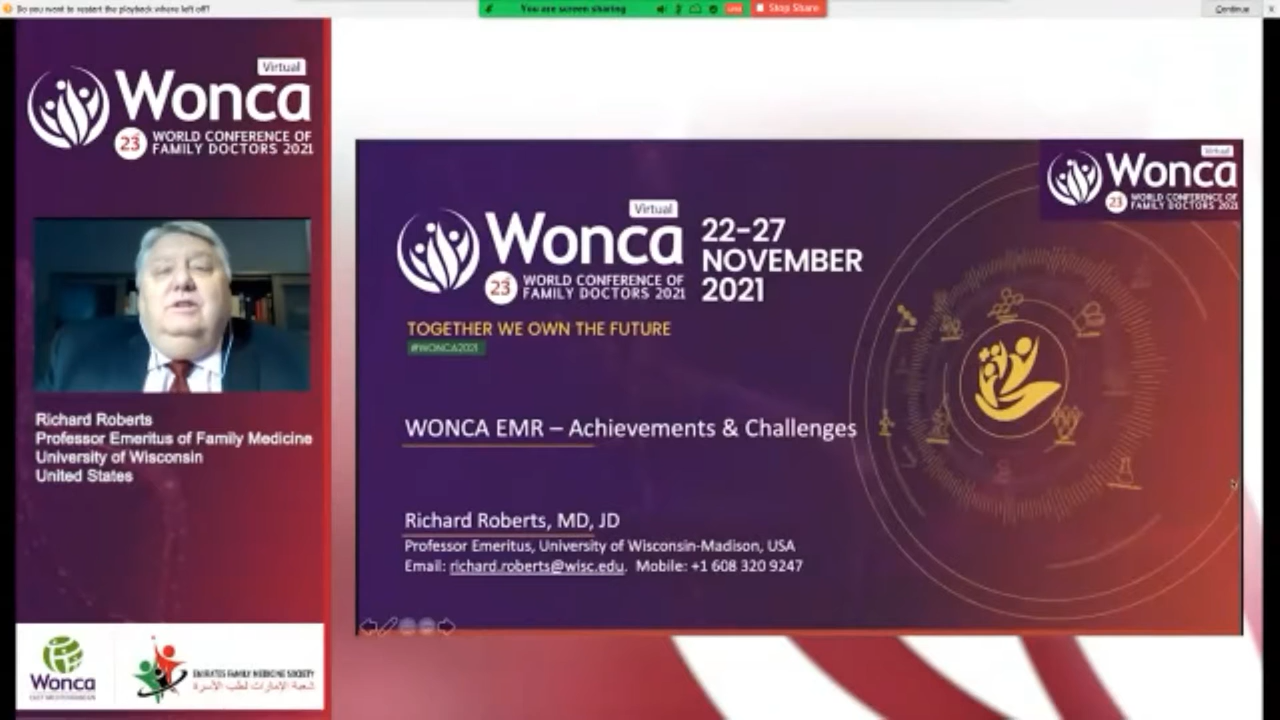 Do you want to restart the playback where left off?
You are screen sharing
LIVE
Stop Share
Continue
Virtual
Wonca
23
WORLD CONFERENCE OF
FAMILY DOCTORS 2021
Richard Roberts
Professor Emeritus of Family Medicine
University of Wisconsin
United States
Wonca
EAST MEDITERRANEAN
EMIRATES FAMILY MEDICINE SOCIETY
شعبة الإمارات لطب الأسرة
Virtual
Wonca
23
WORLD CONFERENCE OF
FAMILY DOCTORS 2021
22-27
NOVEMBER
2021
TOGETHER WE OWN THE FUTURE
#WONCA2021
Virtual
Wonca
23
WORLD CONFERENCE OF
FAMILY DOCTORS 2021
WONCA EMR – Achievements & Challenges
Richard Roberts, MD, JD
Professor Emeritus, University of Wisconsin-Madison, USA
Email: richard.roberts@wisc.edu. Mobile: +1 608 320 9247